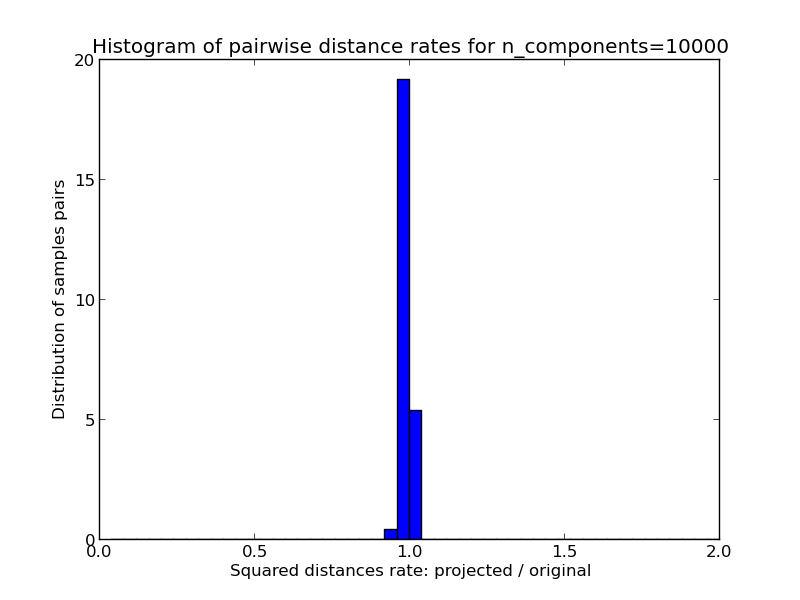 Histogram of pairwise distance rates for n_components=10000
20
15
10
5
0
Distribution of samples pairs
0.0 0.5 1.0 1.5 2.0
Squared distances rate: projected / original